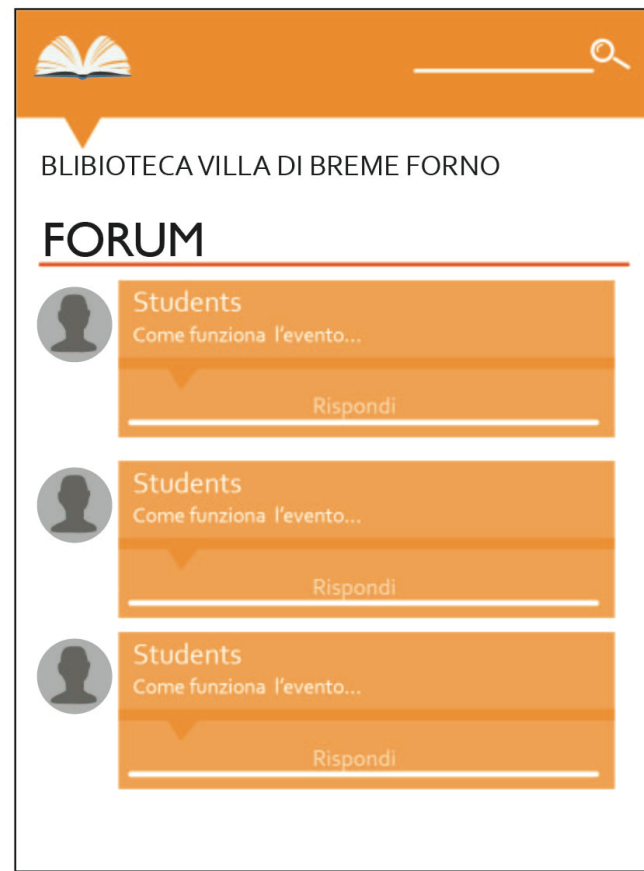 BLIBIOTECA VILLA DI BREME FORNO
FORUM
Students
Come funziona l'evento...
Rispondi
Students
Come funziona l'evento...
Rispondi
Students
Come funziona l'evento...
Rispondi